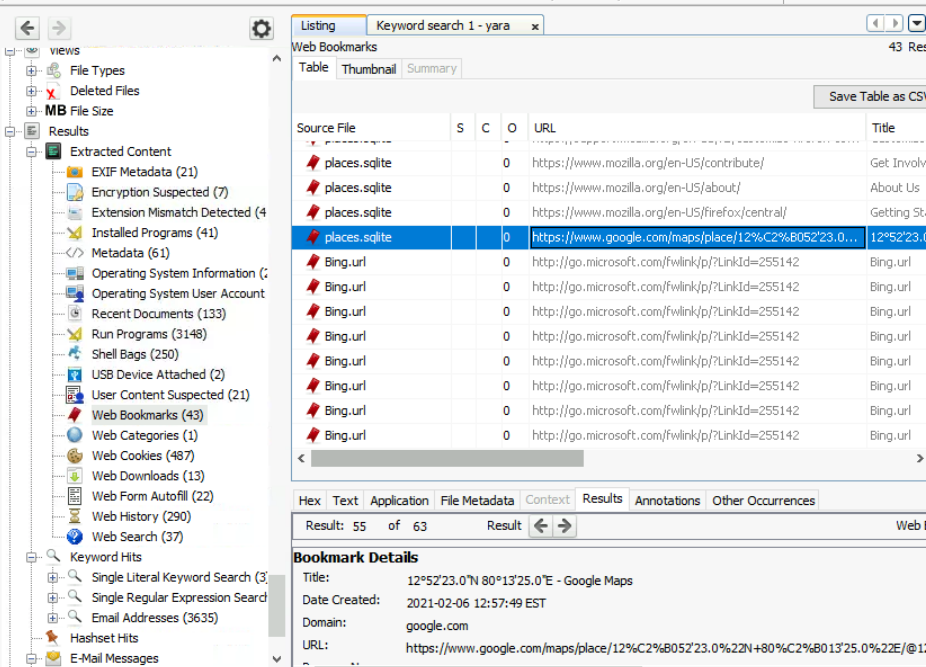 Views
File Types
Deleted Files
MB File Size
Results
Extracted Content
EXIF Metadata (21)
Encryption Suspected (7)
Extension Mismatch Detected (4
Installed Programs (41)
Metadata (61)
Operating System Information (2
Operating System User Account
Recent Documents (133)
Run Programs (3148)
Shell Bags (250)
USB Device Attached (2)
User Content Suspected (21)
Web Bookmarks (43)
Web Categories (1)
Web Cookies (487)
Web Downloads (13)
Web Form Autofill (22)
Web History (290)
Web Search (37)
Keyword Hits
Single Literal Keyword Search (3)
Single Regular Expression Search
Email Addresses (3635)
Hashset Hits
E-Mail Messages
Listing Keyword search 1 - yara x
Web Bookmarks 43 Res
Table Thumbnail Summary
Save Table as CSV
Source File S C O URL Title
places.sqlite 0
places.sqlite 0 https://www.mozilla.org/en-US/contribute/ Get Involv
places.sqlite 0 https://www.mozilla.org/en-US/about/ About Us
places.sqlite 0 https://www.mozilla.org/en-US/firefox/central/ Getting Sta
places.sqlite 0 https://www.google.com/maps/place/12%C2%B052'23.0... 12°52'23.0
Bing.url 0 http://go.microsoft.com/fwlink/p/?LinkId=255142 Bing.url
Bing.url 0 http://go.microsoft.com/fwlink/p/?LinkId=255142 Bing.url
Bing.url 0 http://go.microsoft.com/fwlink/p/?LinkId=255142 Bing.url
Bing.url 0 http://go.microsoft.com/fwlink/p/?LinkId=255142 Bing.url
Bing.url 0 http://go.microsoft.com/fwlink/p/?LinkId=255142 Bing.url
Bing.url 0 http://go.microsoft.com/fwlink/p/?LinkId=255142 Bing.url
Bing.url 0 http://go.microsoft.com/fwlink/p/?LinkId=255142 Bing.url
Bing.url 0 http://go.microsoft.com/fwlink/p/?LinkId=255142 Bing.url
Hex Text Application File Metadata Context Results Annotations Other Occurrences
Result: 55 of 63 Result Web B
Bookmark Details
Title: 12°52'23.0"N 80°13'25.0"E - Google Maps
Date Created: 2021-02-06 12:57:49 EST
Domain: google.com
URL: https://www.google.com/maps/place/12%C2%B052'23.0%22N+80%C2%B013'25.0%22E/@12